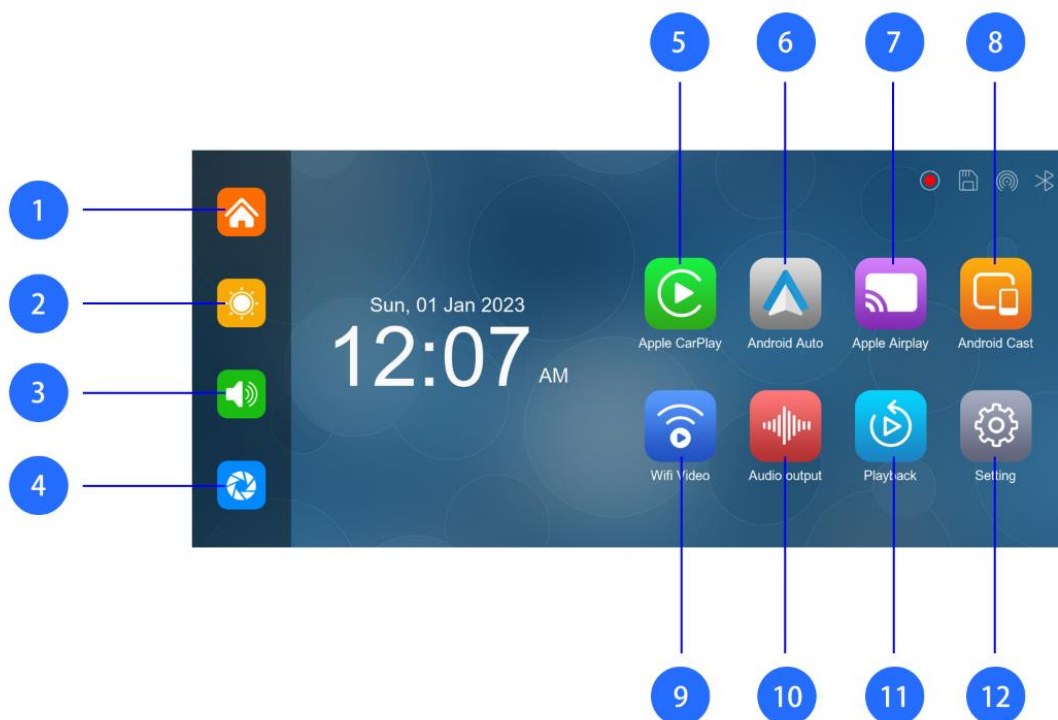 5 6 7 8
1
2
3
4
Sun, 01 Jan 2023
12:07 AM
Apple CarPlay Android Auto Apple Airplay Android Cast
Wifi Video Audio output Playback Setting
9 10 11 12